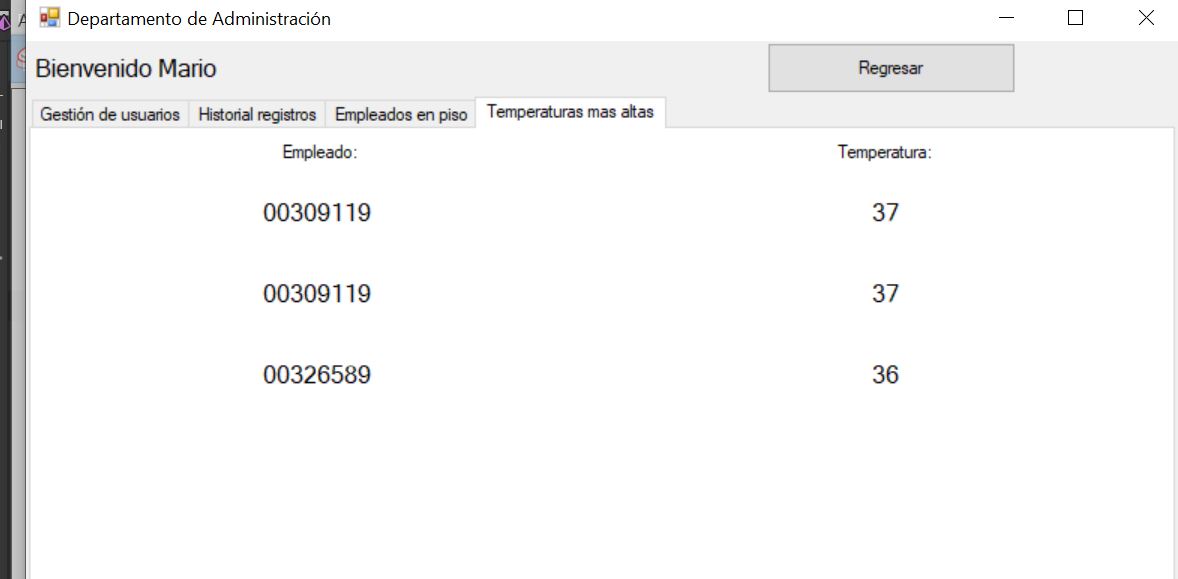 Departamento de Administración
Bienvenido Mario
Regresar
Gestión de usuarios Historial registros Empleados en piso Temperaturas mas altas
Empleado: Temperatura:
00309119 37
00309119 37
00326589 36